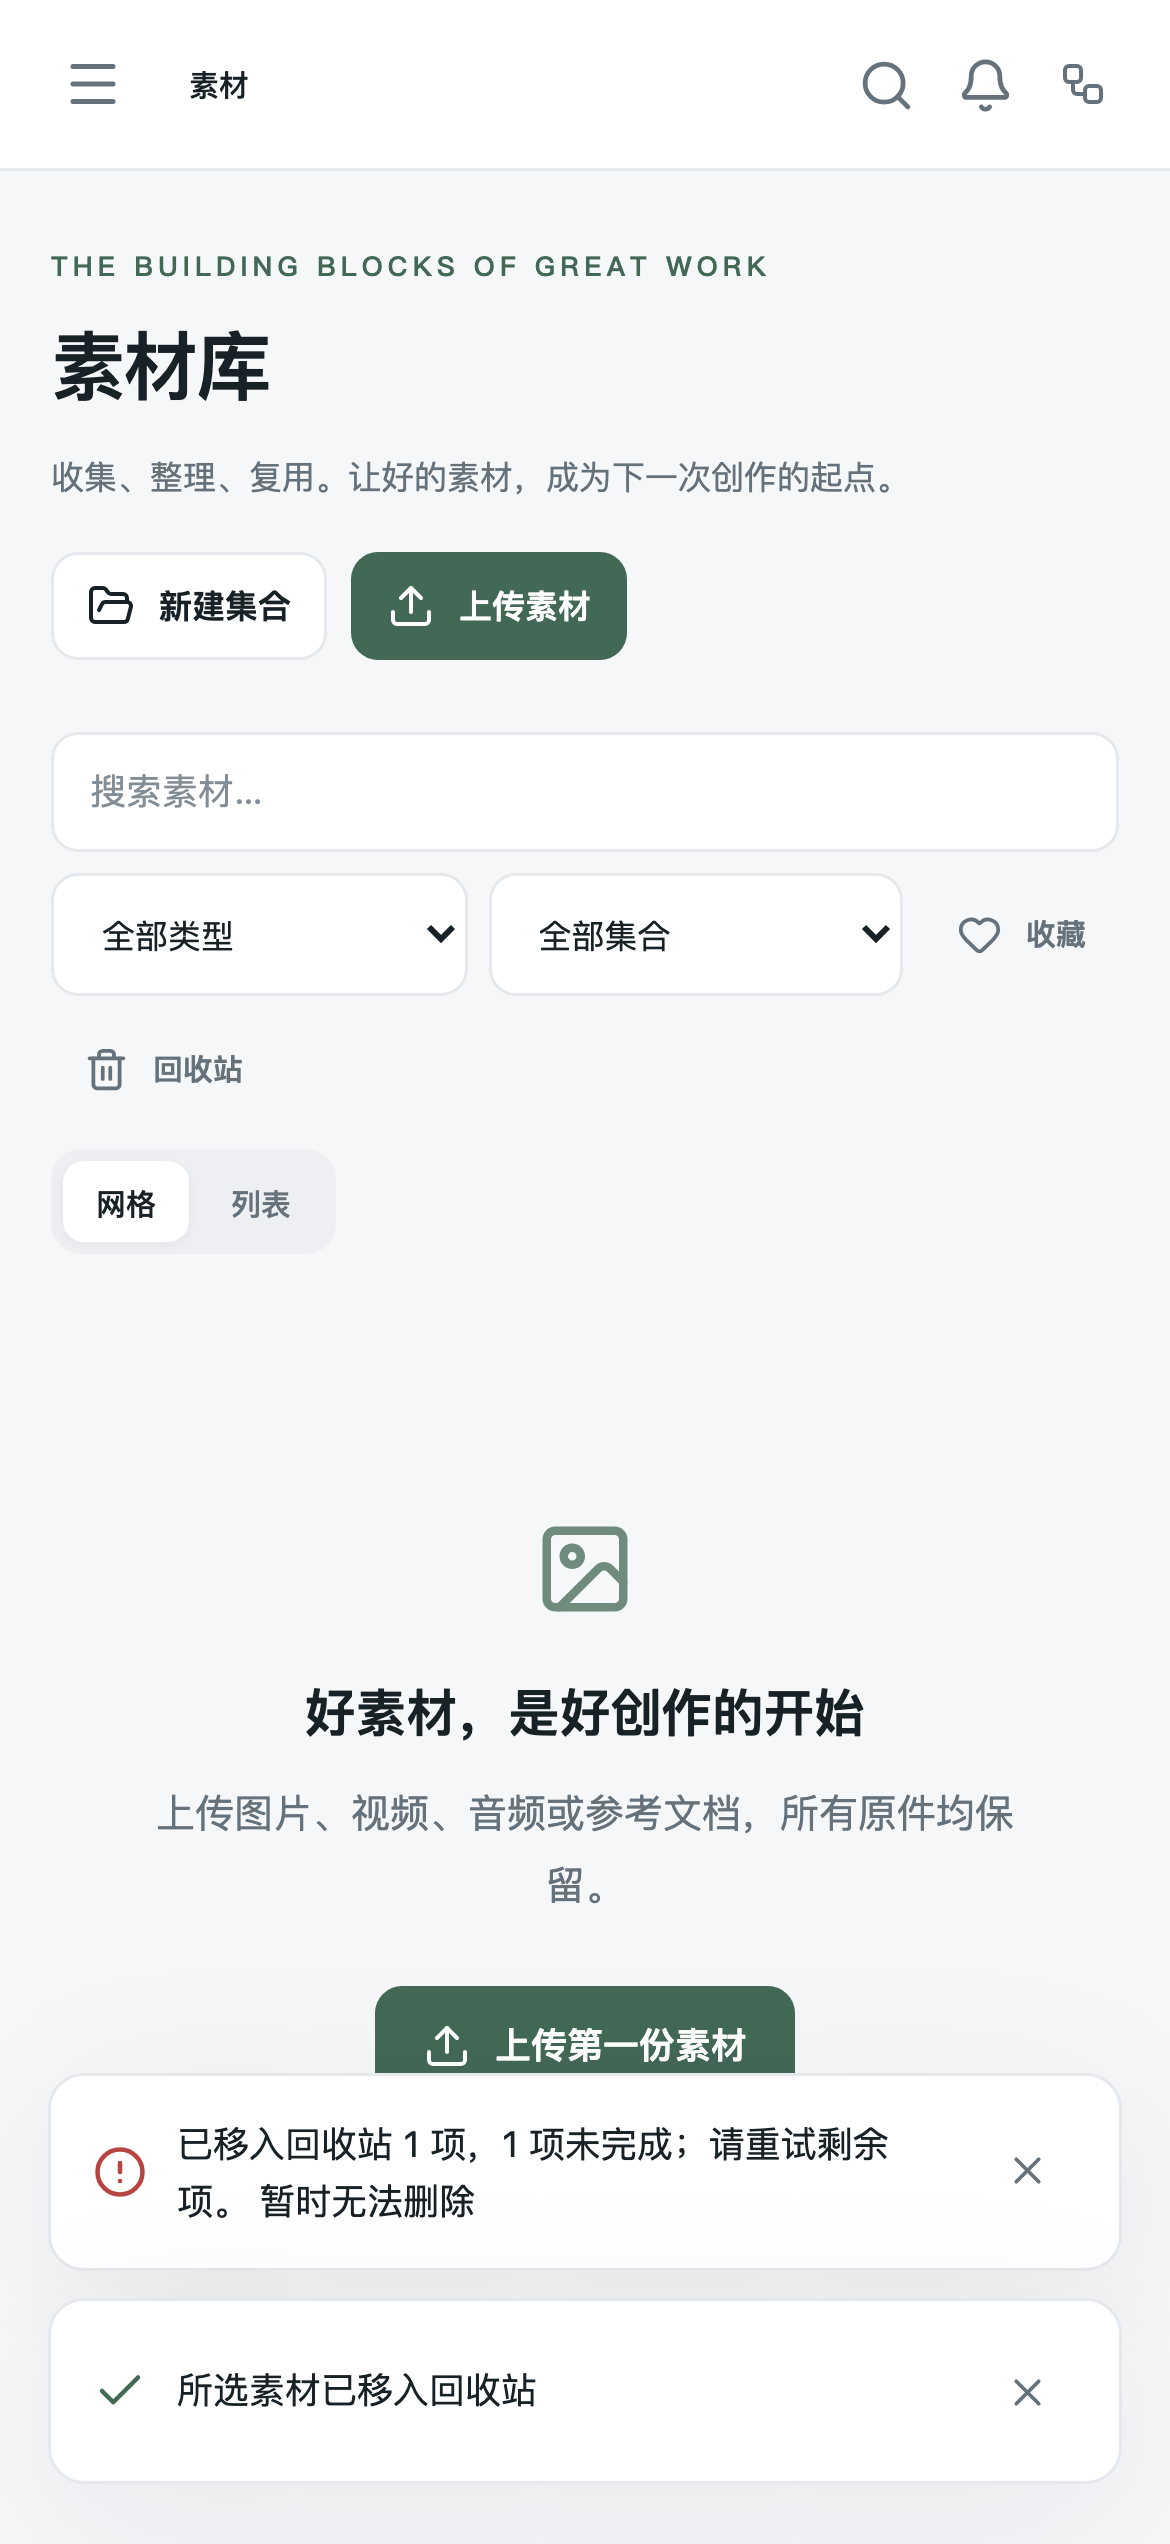 素材
THE BUILDING BLOCKS OF GREAT WORK
素材库
收集、整理、复用。让好的素材，成为下一次创作的起点。
新建集合
上传素材
搜索素材...
全部类型
全部集合
收藏
回收站
网格
列表
好素材，是好创作的开始
上传图片、视频、音频或参考文档，所有原件均保
留。
上传第一份素材
已移入回收站 1 项，1 项未完成；请重试剩余
项。 暂时无法删除
所选素材已移入回收站